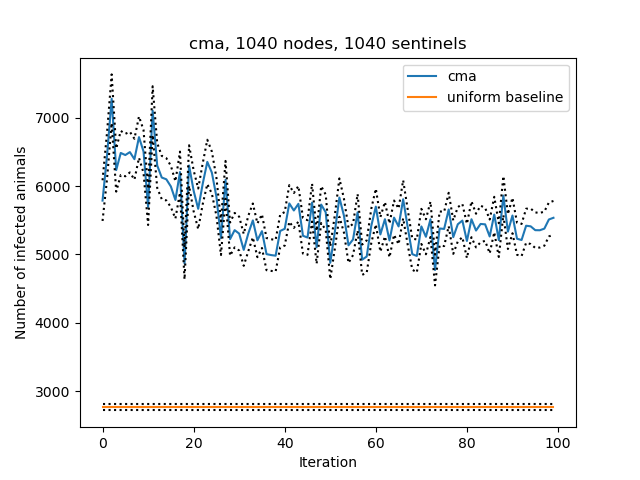 cma, 1040 nodes, 1040 sentinels
cma
uniform baseline
Number of infected animals
7000
6000
5000
4000
3000
0 20 40 60 80 100
Iteration